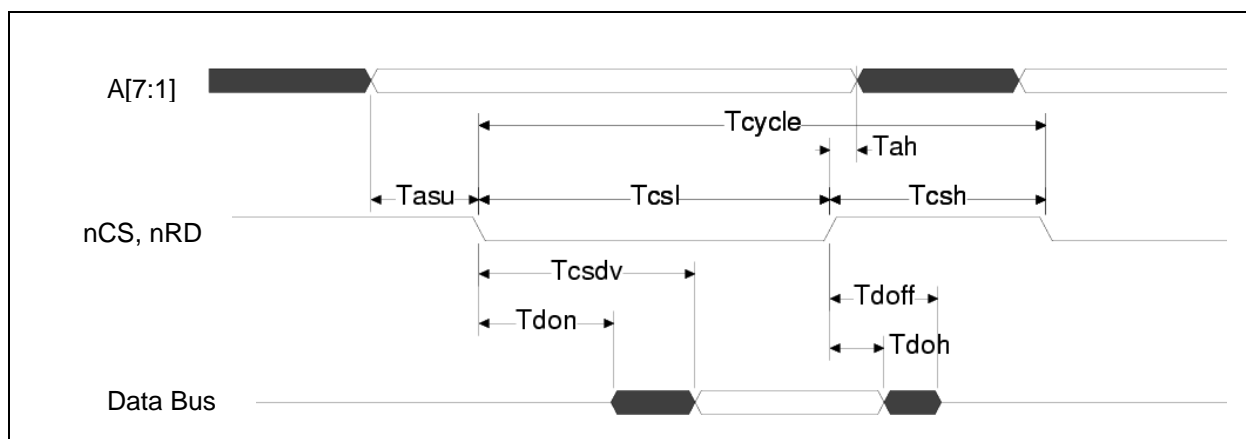 A[7:1]
Tcycle
Tah
Tasu
Tcsl
Tcsh
nCS, nRD
Tcsdv
Tdoff
Tdon
Tdoh
Data Bus